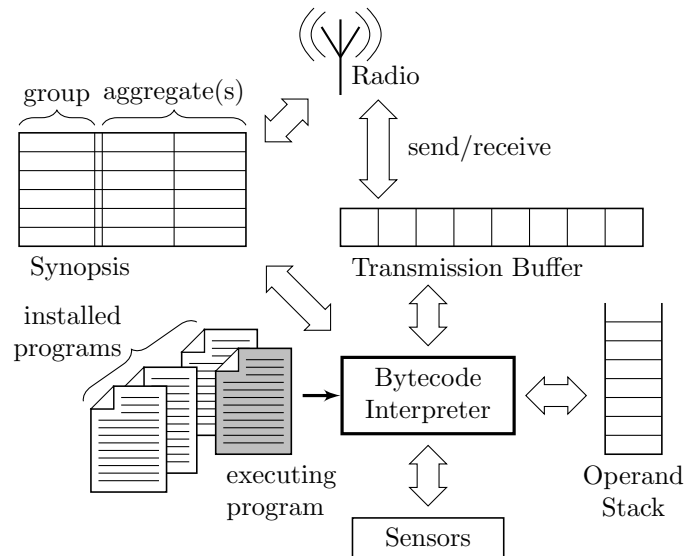 Radio
group
aggregate(s)
send/receive
Synopsis
Transmission Buffer
installed
programs
Bytecode
Interpreter
executing
program
Operand
Stack
Sensors